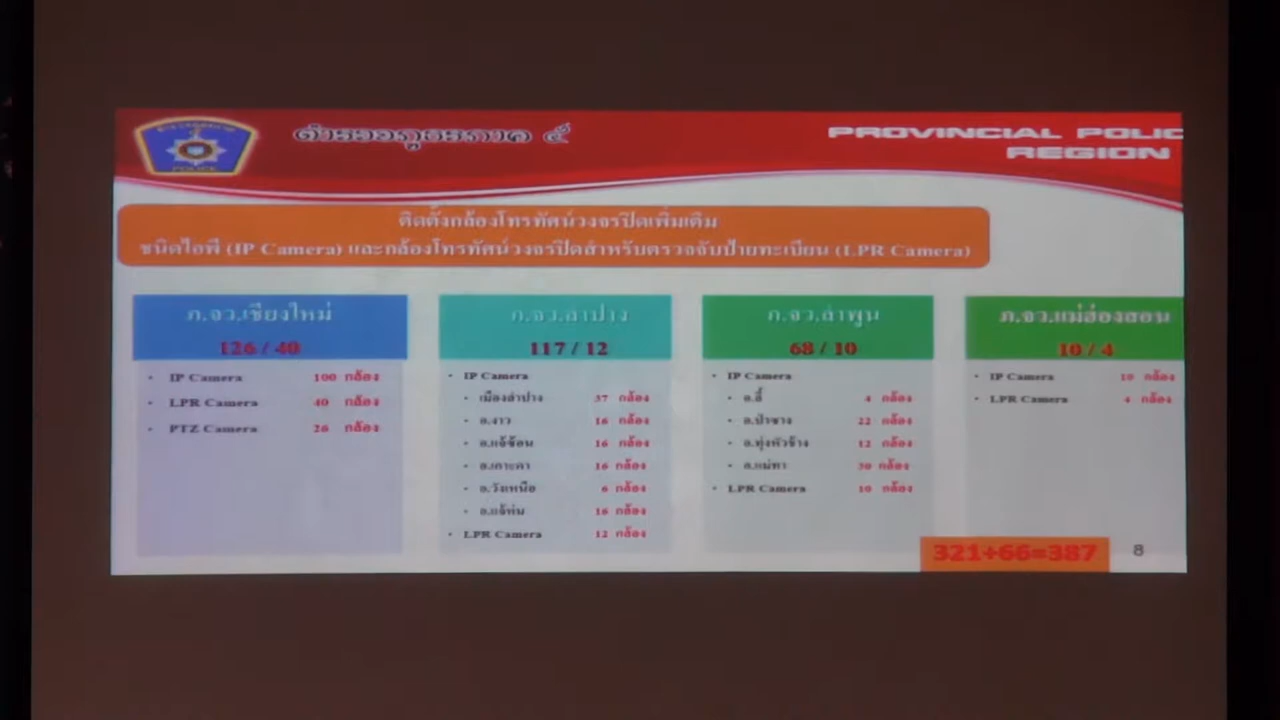 ตำรวจภูธรภาค ๕
PROVINCIAL POLIC
REGION
POLICE
ติดตั้งกล้องโทรทัศน์วงจรปิดเพิ่มเติม
ชนิดไอพี (IP Camera) และกล้องโทรทัศน์วงจรปิดสำหรับตรวจจับป้ายทะเบียน (LPR Camera)
ภ.จว.เชียงใหม่
126 / 40
• IP Camera 100 กล้อง
• LPR Camera 40 กล้อง
• PTZ Camera 26 กล้อง
ภ.จว.ลำปาง
117 / 12
• IP Camera
• เมืองลำปาง 37 กล้อง
• อ.งาว 16 กล้อง
• อ.แจ้ซ้อน 16 กล้อง
• อ.เกาะคา 16 กล้อง
• อ.วังเหนือ 6 กล้อง
• 16 กล้อง
• LPR Camera 12 กล้อง
ภ.จว.ลำพูน
68 / 10
• IP Camera
• อ.ลี้ 4 กล้อง
• อ.ป่าซาง 22 กล้อง
• อ.ทุ่งหัวช้าง 12 กล้อง
• อ.แม่ทา 30 กล้อง
• LPR Camera 10 กล้อง
ภ.จว.แม่ฮ่องสอน
10 / 4
• IP Camera 10 กล้อง
• LPR Camera 4 กล้อง
321+66=387
8